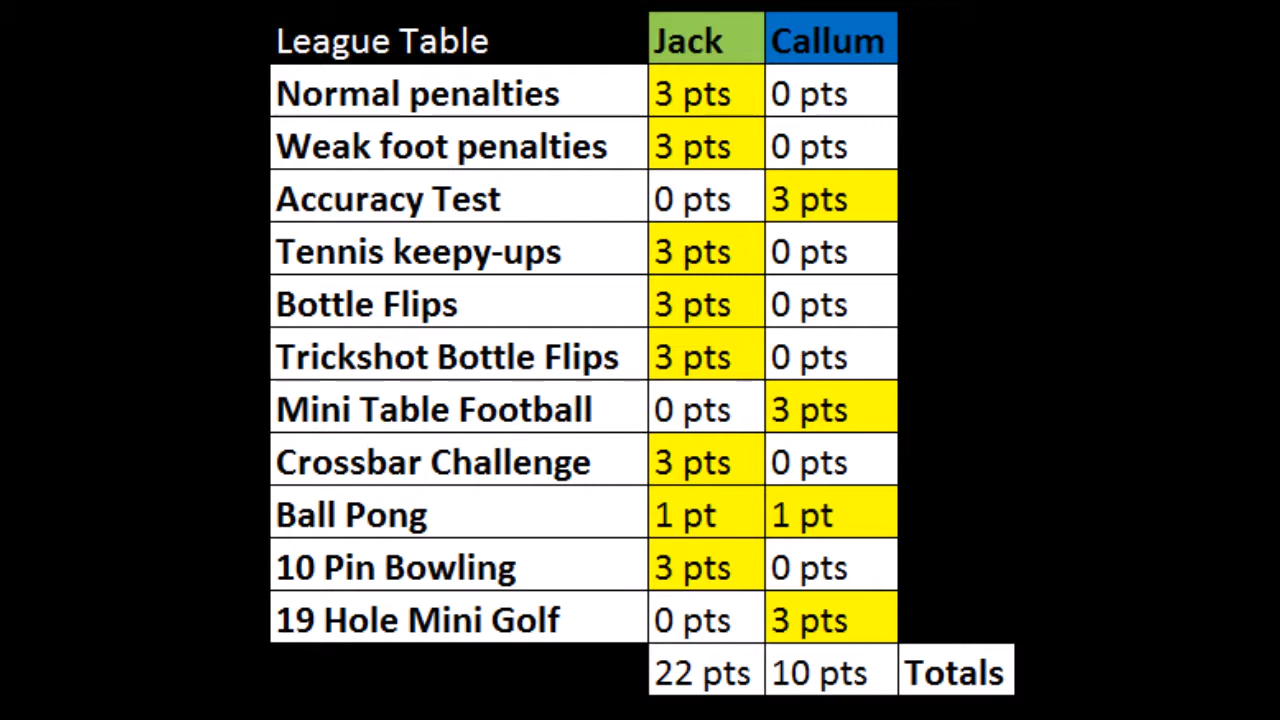 League Table Jack Callum
Normal penalties 3 pts 0 pts
Weak foot penalties 3 pts 0 pts
Accuracy Test 0 pts 3 pts
Tennis keepy-ups 3 pts 0 pts
Bottle Flips 3 pts 0 pts
Trickshot Bottle Flips 3 pts 0 pts
Mini Table Football 0 pts 3 pts
Crossbar Challenge 3 pts 0 pts
Ball Pong 1 pt 1 pt
10 Pin Bowling 3 pts 0 pts
19 Hole Mini Golf 0 pts 3 pts
22 pts 10 pts Totals